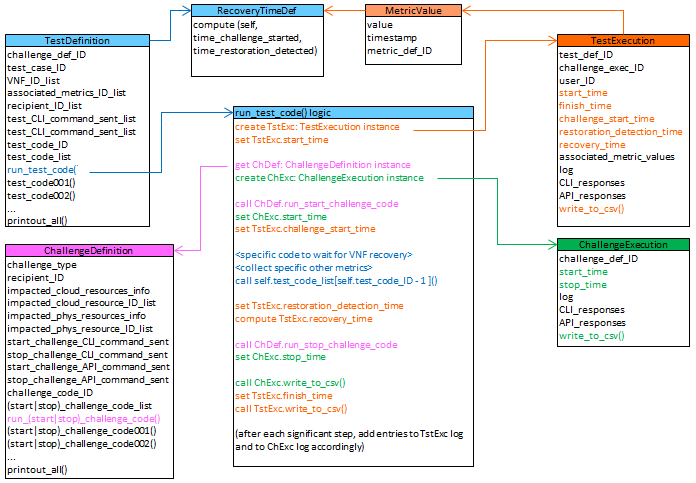 RecoveryTimeDef
compute (self,
time_challenge_started,
time_restoration_detected)
MetricValue
value
timestamp
metric_def_ID
TestDefinition
challenge_def_ID
test_case_ID
VNF_ID_list
associated_metrics_ID_list
recipient_ID_list
test_CLI_command_sent_list
test_CLI_command_sent_list
test_code_ID
test_code_list
run_test_code(
test_code001()
test_code002()
...
printout_all()
run_test_code() logic
create TstExc: TestExecution instance
set TstExc.start_time
get ChDef: ChallengeDefinition instance
create ChExc: ChallengeExecution instance
call ChDef.run_start_challenge_code
set ChExc.start_time
set TstExc.challenge_start_time
<specific code to wait for VNF recovery>
<collect specific other metrics>
call self.test_code_list[self.test_code_ID - 1 ]()
set TstExc.restoration_detection_time
compute TstExc.recovery_time
call ChDef.run_stop_challenge_code
set ChExc.stop_time
call ChExc.write_to_csv()
set TstExc.finish_time
call TstExc.write_to_csv()
(after each significant step, add entries to TstExc log
and to ChExc log accordingly)
TestExecution
test_def_ID
challenge_exec_ID
user_ID
start_time
finish_time
challenge_start_time
restoration_detection_time
recovery_time
associated_metric_values
log
CLI_responses
API_responses
write_to_csv()
ChallengeDefinition
challenge_type
recipient_ID
impacted_cloud_resources_info
impacted_cloud_resource_ID_list
impacted_phys_resources_info
impacted_phys_resource_ID_list
start_challenge_CLI_command_sent
stop_challenge_CLI_command_sent
start_challenge_API_command_sent
stop_challenge_API_command_sent
challenge_code_ID
(start|stop)_challenge_code_list
run_(start|stop)_challenge_code()
(start|stop)_challenge_code001()
(start|stop)_challenge_code002()
...
printout_all()
ChallengeExecution
challenge_def_ID
start_time
stop_time
log
CLI_responses
API_responses
write_to_csv()